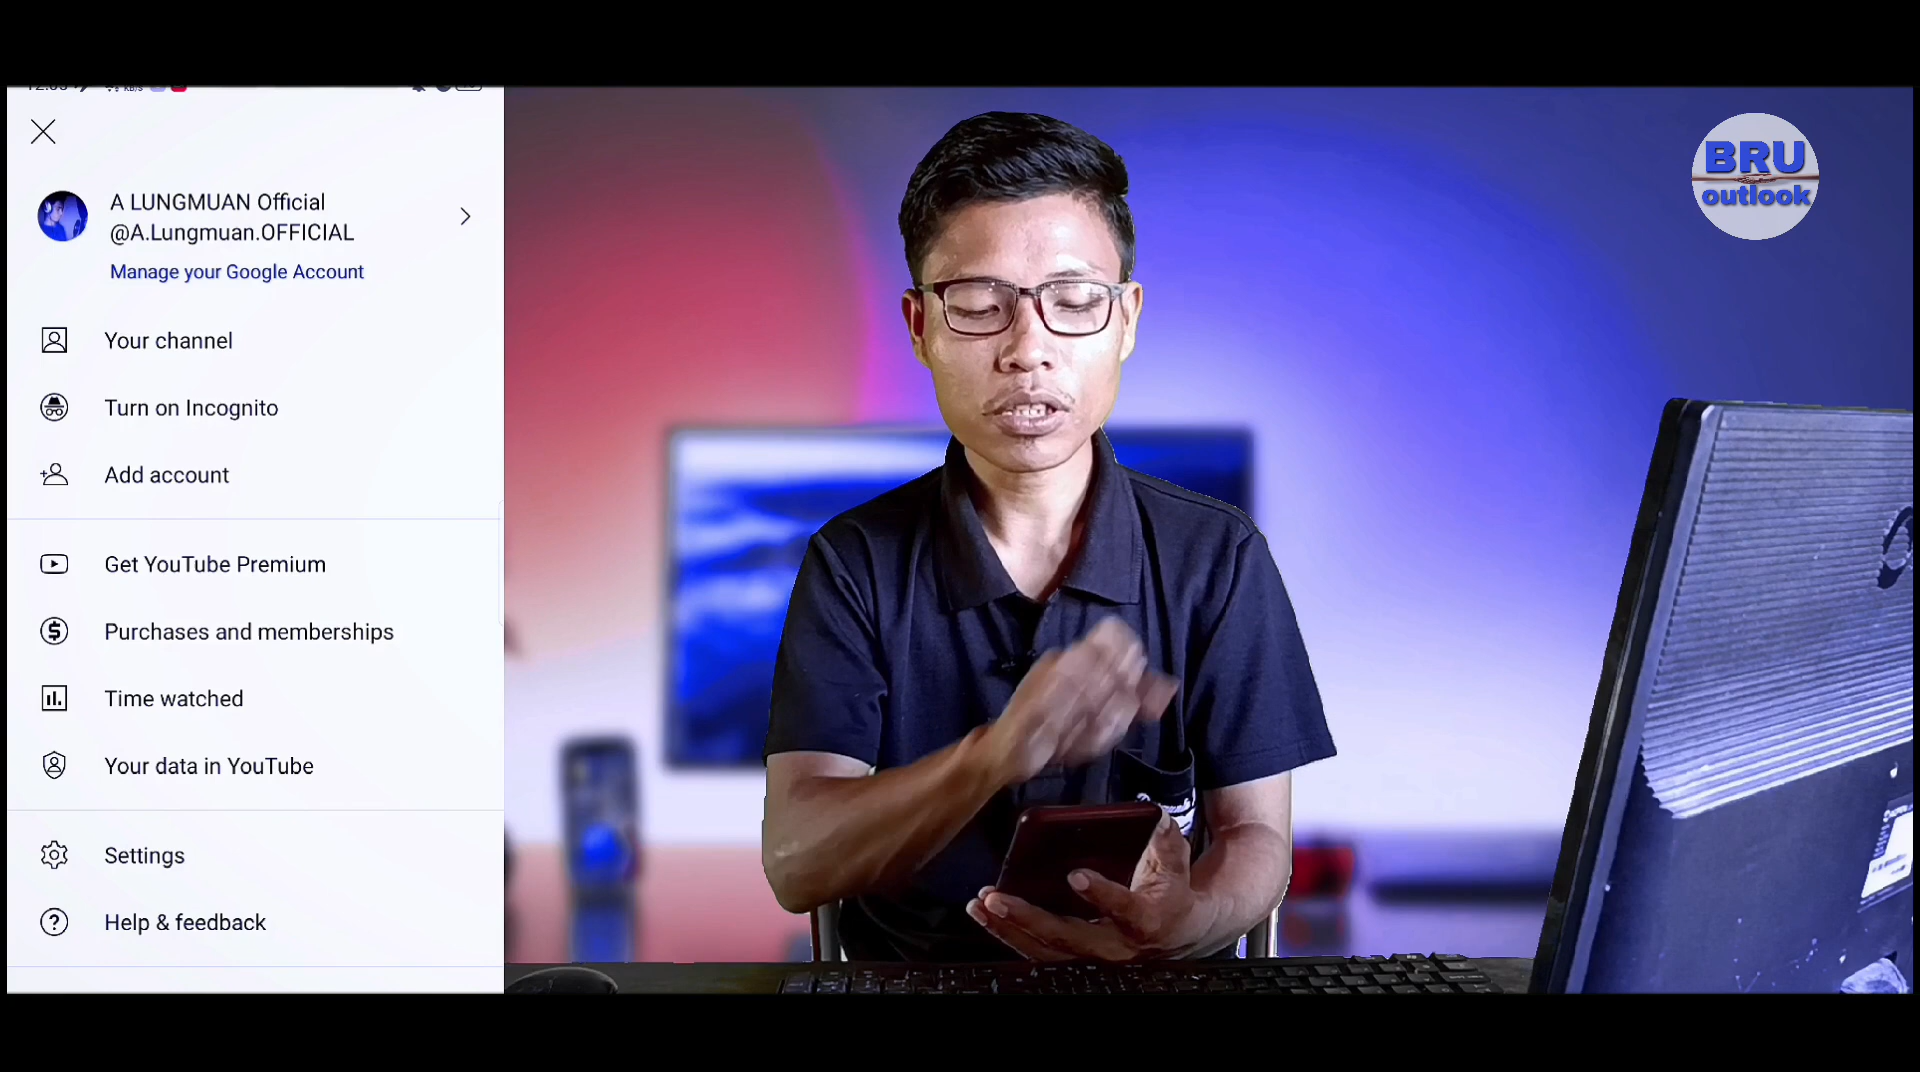 A LUNGMUAN Official
@A.Lungmuan.OFFICIAL
Manage your Google Account
Your channel
Turn on Incognito
Add account
Get YouTube Premium
Purchases and memberships
Time watched
Your data in YouTube
Settings
Help & feedback
BRU
outlook